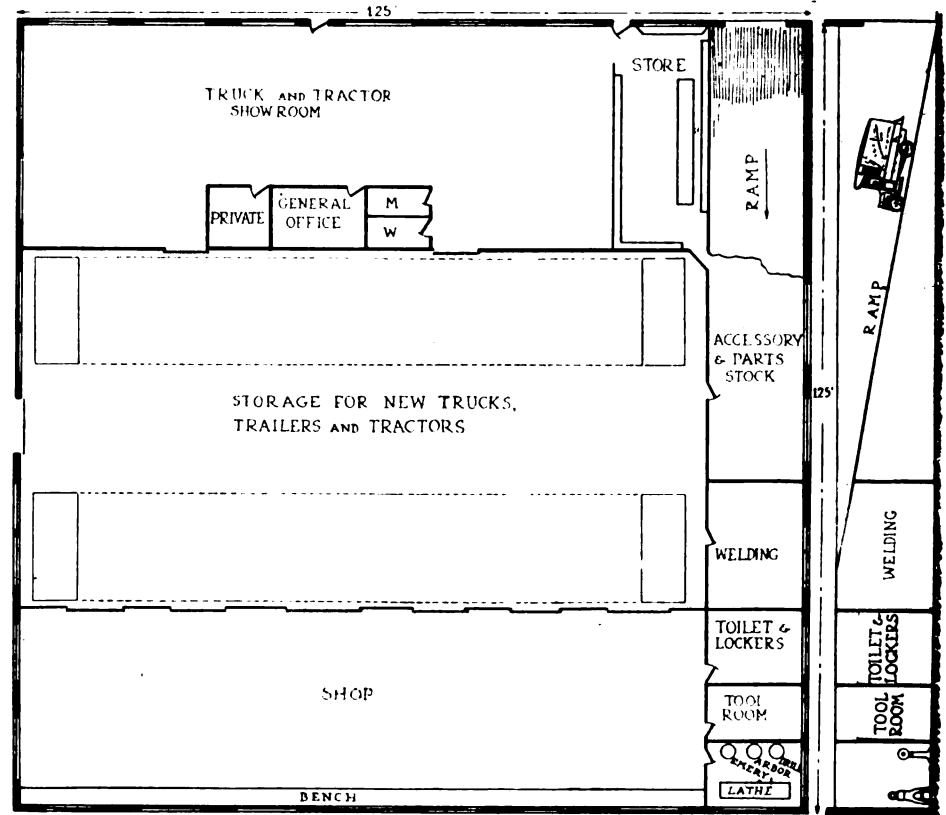 125'
TRUCK AND TRACTOR
SHOW ROOM
STORE
RAMP
PRIVATE
GENERAL
OFFICE
M
W
RAMP
ACCESSORY
& PARTS
STOCK
125'
STORAGE FOR NEW TRUCKS,
TRAILERS AND TRACTORS
WELDING
WELDING
TOILET &
LOCKERS
TOILET &
LOCKERS
SHOP
TOOL
ROOM
TOOL
ROOM
EMERY
ARBOR
DRILL
LATHE
BENCH